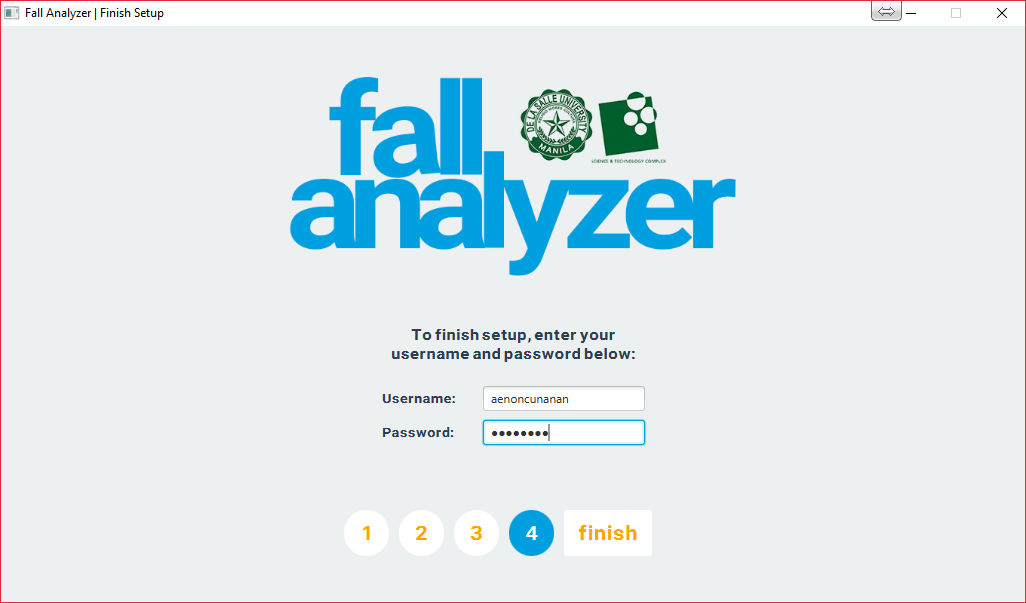 Fall Analyzer | Finish Setup
fall
analyzer
DE LA SALLE UNIVERSITY
MANILA
SCIENCE & TECHNOLOGY COMPLEX
To finish setup, enter your
username and password below:
Username: aenoncunanan
Password: ••••••••
1 2 3 4 finish